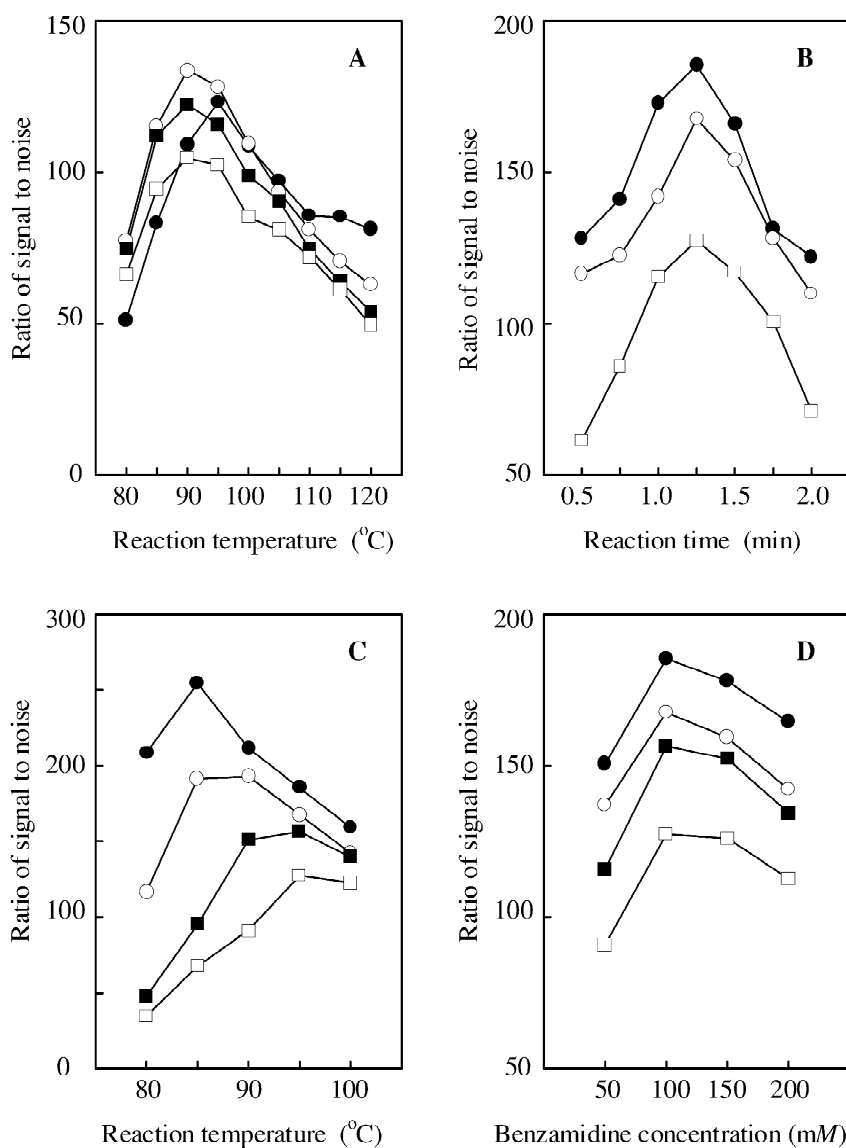 A
Ratio of signal to noise
150
100
50
0
80 90 100 110 120
Reaction temperature (°C)
B
Ratio of signal to noise
200
150
100
50
0.5 1.0 1.5 2.0
Reaction time (min)
C
Ratio of signal to noise
300
200
100
0
80 90 100
Reaction temperature (°C)
D
Ratio of signal to noise
200
150
100
50
50 100 150 200
Benzamidine concentration (mM)